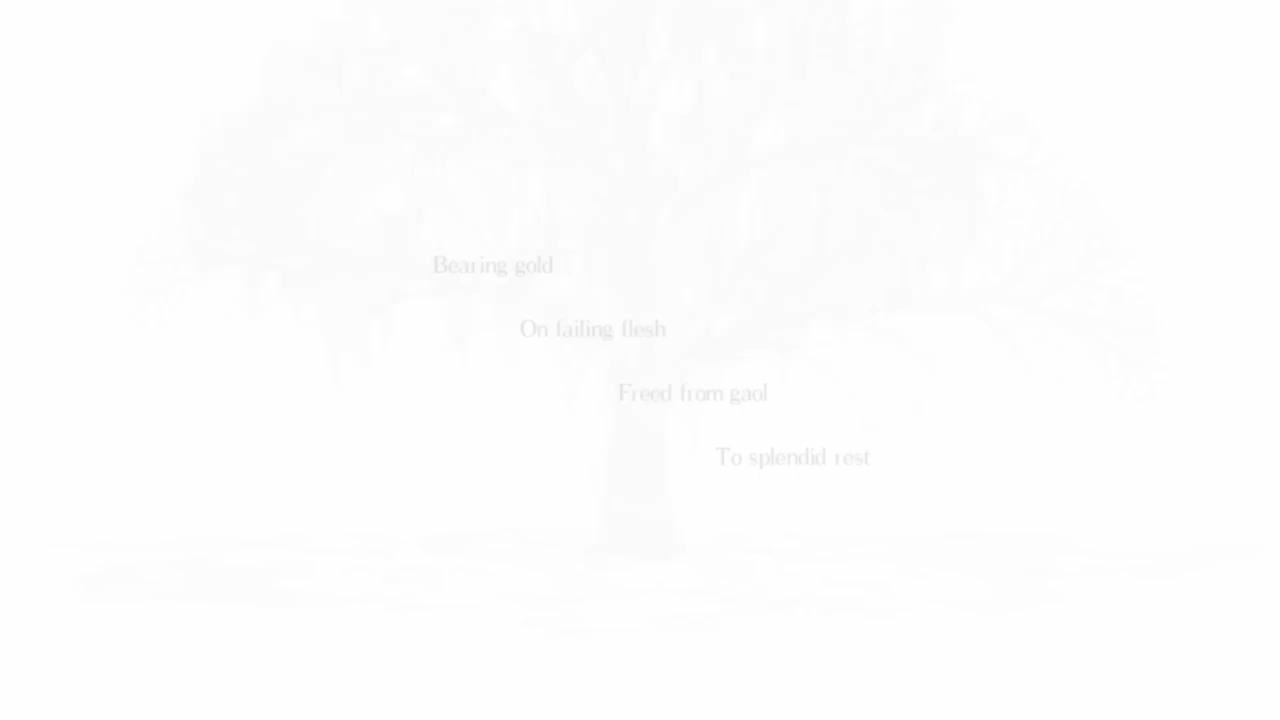 Bearing gold
On failing flesh
Freed from gaol
To splendid rest